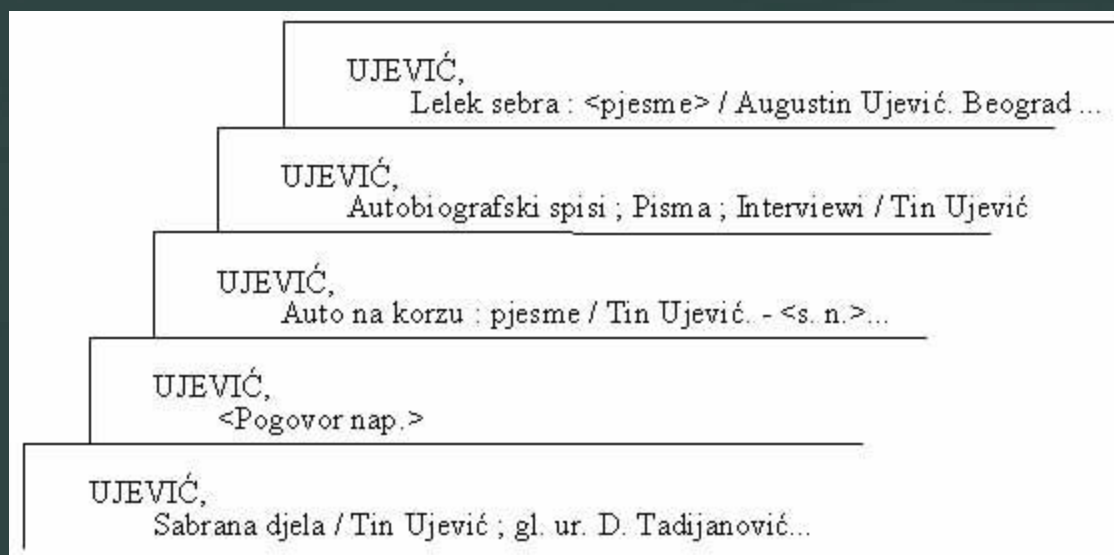 UJEVIĆ,
Lelek sebra : <pjesme> / Augustin Ujević. Beograd ...
UJEVIĆ,
Autobiografski spisi ; Pisma ; Interviewi / Tin Ujević
UJEVIĆ,
Auto na korzu : pjesme / Tin Ujević. - <s. n.>...
UJEVIĆ,
<Pogovor nap.>
UJEVIĆ,
Sabrana djela / Tin Ujević ; gl. ur. D. Tadijanović...